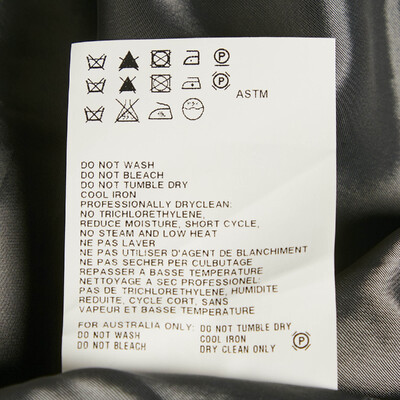 P
P
ASTM
DO NOT WASH
DO NOT BLEACH
DO NOT TUMBLE DRY
COOL IRON
PROFESSIONALLY DRYCLEAN:
NO TRICHLORETHYLENE,
REDUCE MOISTURE, SHORT CYCLE,
NO STEAM AND LOW HEAT
NE PAS LAVER
NE PAS UTILISER D'AGENT DE BLANCHIMENT
NE PAS SECHER PAR CULBUTAGE
REPASSER A BASSE TEMPERATURE
NETTOYAGE A SEC PROFESSIONEL:
PAS DE TRICHLORETHYLENE, HUMIDITE
REDUITE, CYCLE CORT, SANS
VAPEUR ET BASSE TEMPERATURE
FOR AUSTRALIA ONLY: DO NOT TUMBLE DRY
DO NOT WASH COOL IRON P
DO NOT BLEACH DRY CLEAN ONLY